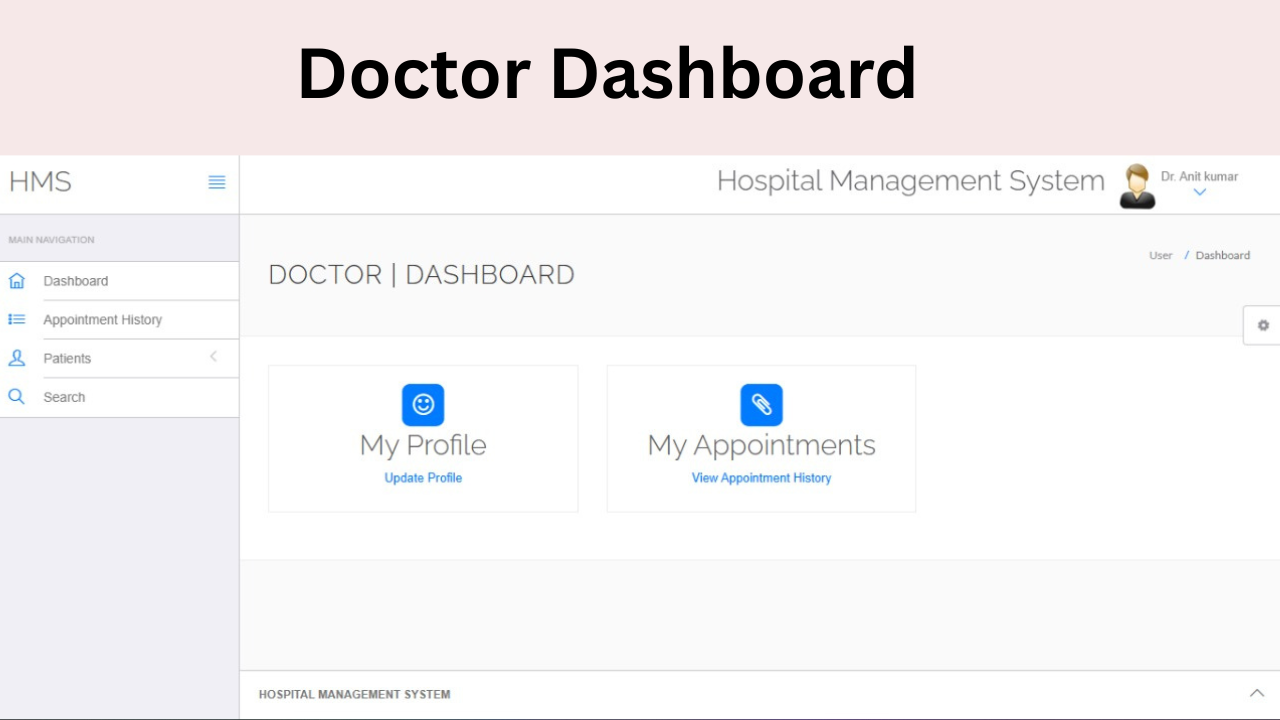 Doctor Dashboard
HMS
Hospital Management System
Dr. Anit kumar
MAIN NAVIGATION
Dashboard
Appointment History
Patients
Search
DOCTOR | DASHBOARD
User / Dashboard
My Profile
Update Profile
My Appointments
View Appointment History
HOSPITAL MANAGEMENT SYSTEM